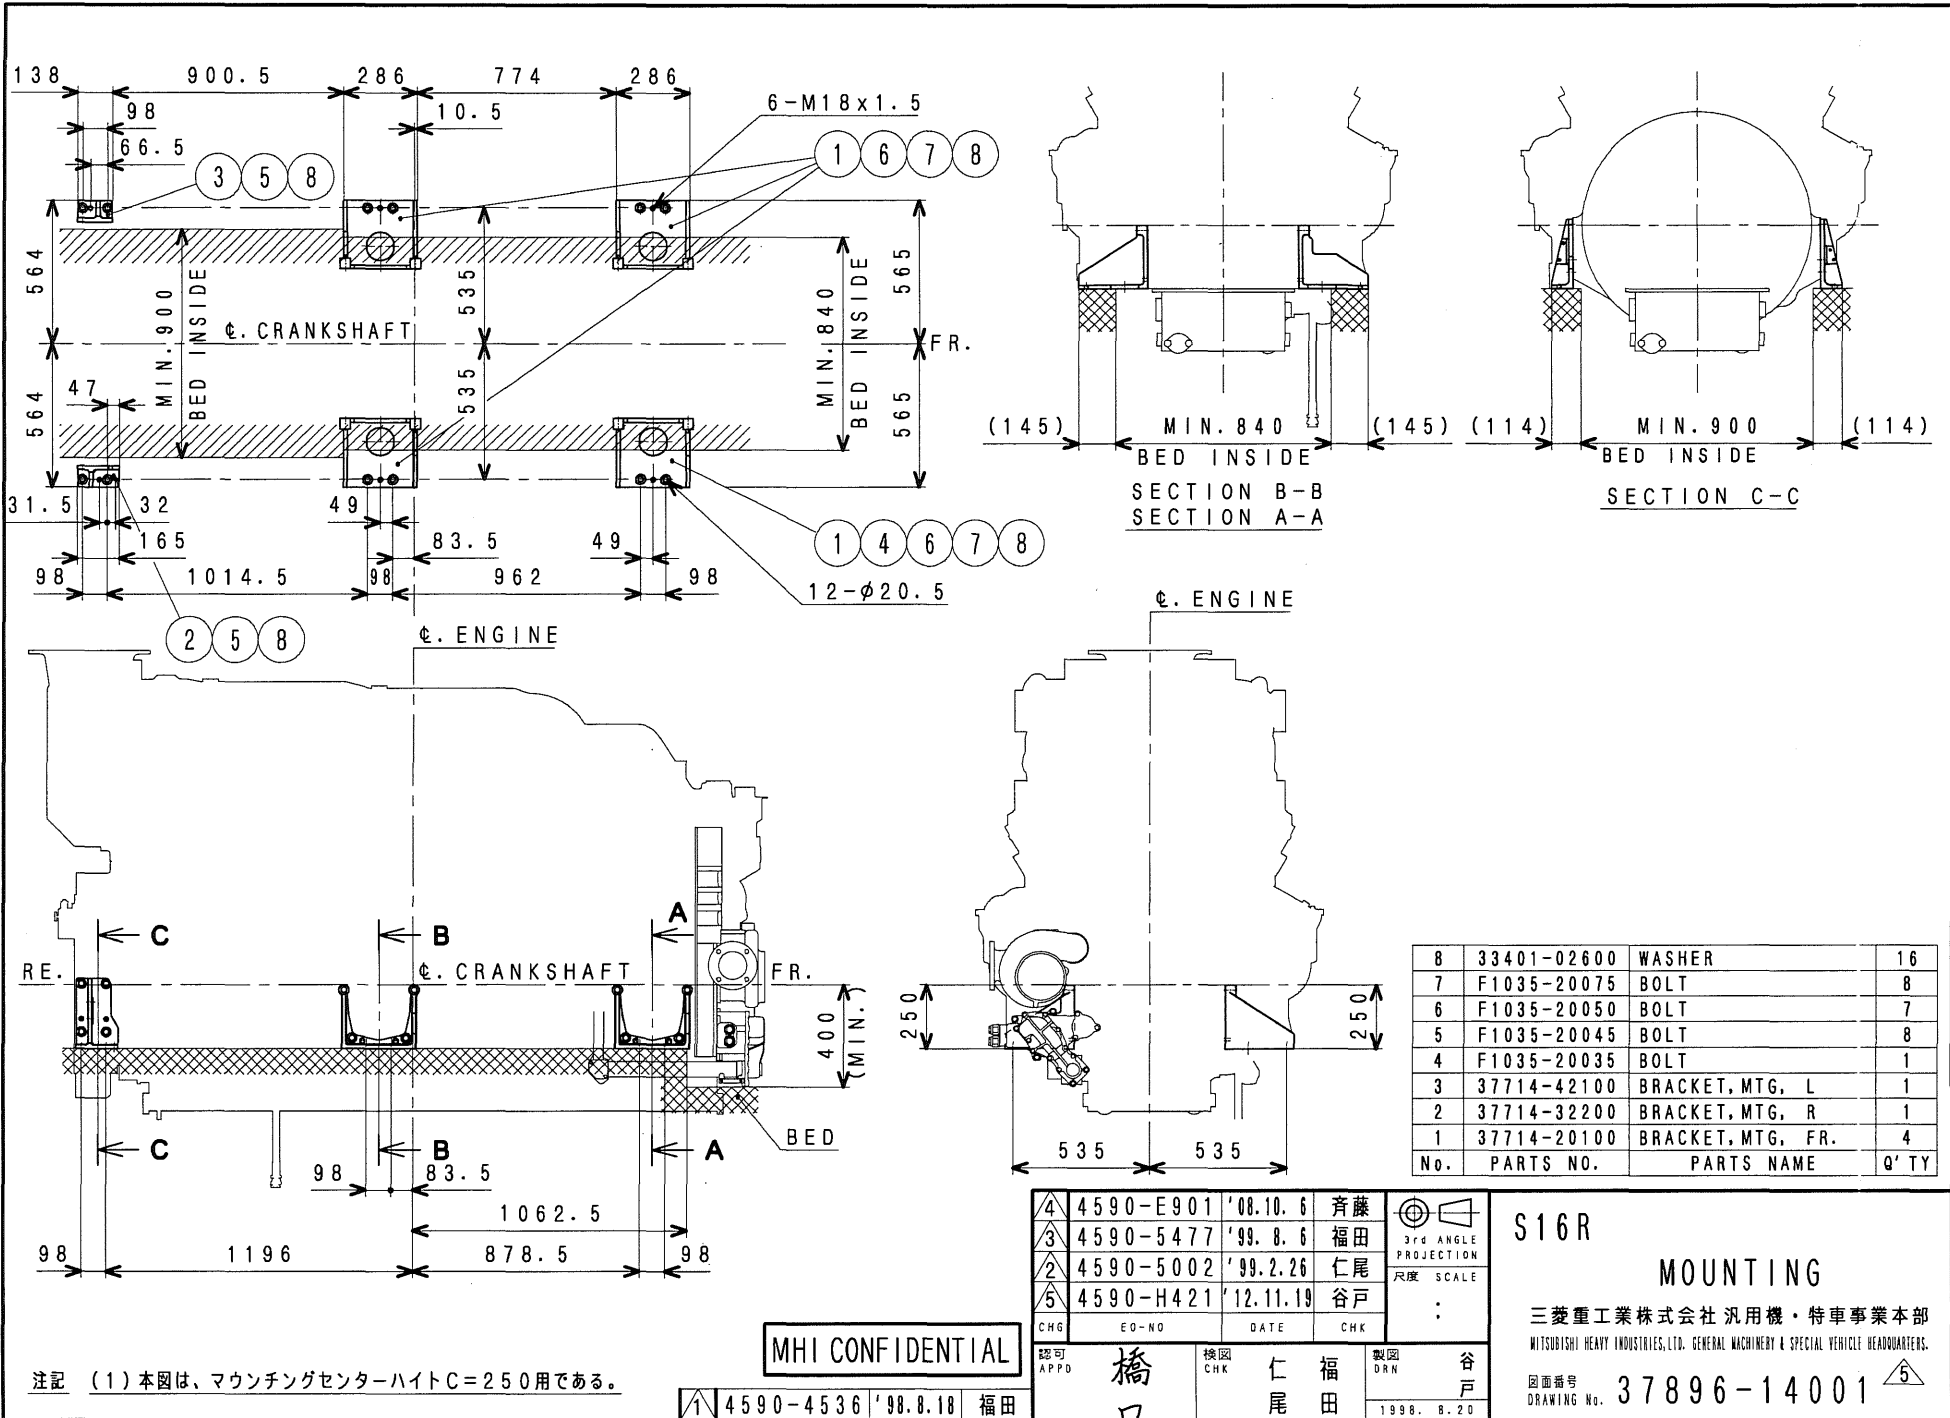 138
900.5
286
774
286
98
10.5
6-M18x1.5
66.5
3 5 8
1 6 7 8
564
564
MIN.900
BED INSIDE
℄. CRANKSHAFT
535
535
MIN.840
BED INSIDE
565
565
FR.
47
31.5
32
165
49
83.5
49
98
1014.5
98
962
98
1 4 6 7 8
12-φ20.5
2 5 8
(145)
MIN.840
(145)
BED INSIDE
SECTION B-B
SECTION A-A
(114)
MIN.900
(114)
BED INSIDE
SECTION C-C
℄. ENGINE
C
B
A
RE.
℄. CRANKSHAFT
FR.
400
(MIN.)
BED
C
B
A
98
83.5
1062.5
98
1196
878.5
98
℄. ENGINE
250
250
535
535
8 33401-02600 WASHER 16
7 F1035-20075 BOLT 8
6 F1035-20050 BOLT 7
5 F1035-20045 BOLT 8
4 F1035-20035 BOLT 1
3 37714-42100 BRACKET,MTG, L 1
2 37714-32200 BRACKET,MTG, R 1
1 37714-20100 BRACKET,MTG, FR. 4
No. PARTS NO. PARTS NAME Q'TY
4 4590-E901 '08.10. 6 斉藤
3 4590-5477 '99. 8. 6 福田
2 4590-5002 '99.2.26 仁尾
5 4590-H421 '12.11.19 谷戸
CHG EO-NO DATE CHK
3rd ANGLE
PROJECTION
尺度 SCALE
:
S16R
MOUNTING
三菱重工業株式会社 汎用機・特車事業本部
MITSUBISHI HEAVY INDUSTRIES,LTD. GENERAL MACHINERY & SPECIAL VEHICLE HEADQUARTERS.
図面番号
DRAWING No. 37896-14001 5
認可
APPD
橋
検図
CHK
仁尾
福田
製図
DRN
谷戸
1998. 8.20
MHI CONFIDENTIAL
1 4590-4536 '98.8.18 福田
注記 (1)本図は、マウンチングセンターハイトC=250用である。